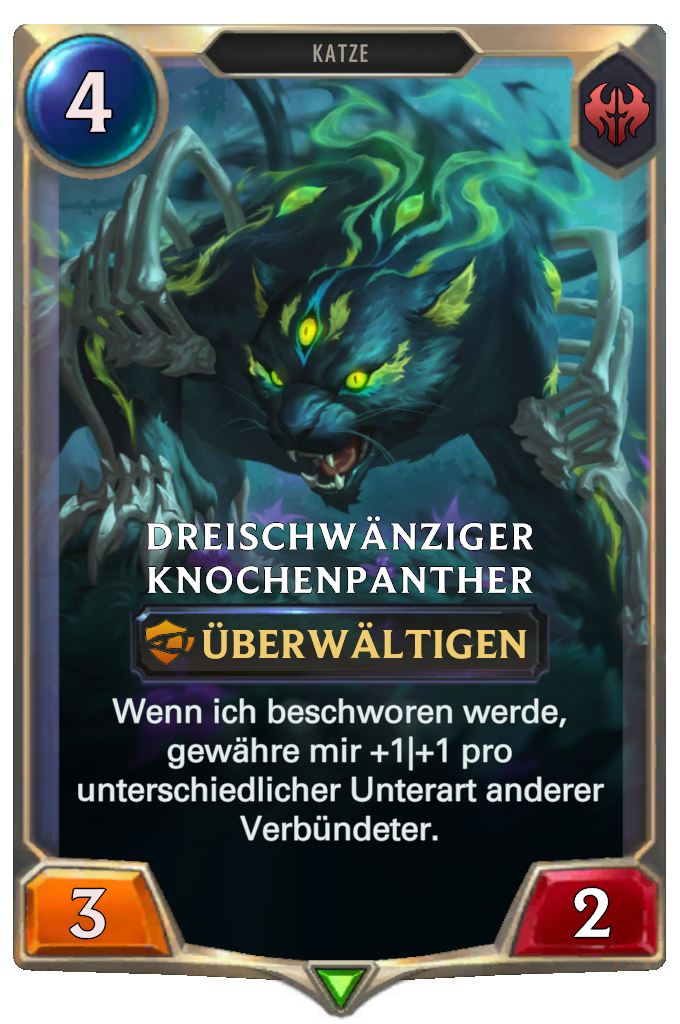 KATZE
4
DREISCHWÄNZIGER
KNOCHENPANTHER
ÜBERWÄLTIGEN
Wenn ich beschworen werde,
gewähre mir +1|+1 pro
unterschiedlicher Unterart anderer
Verbündeter.
3
2